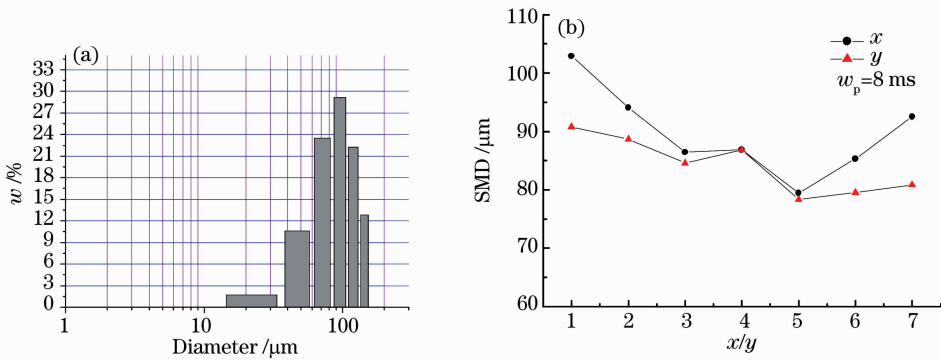 (a)
w /%
33
30
27
24
21
18
15
12
9
6
3
0
1
10
100
Diameter /μm
(b)
x
y
w_p=8 ms
SMD /μm
110
100
90
80
70
60
1 2 3 4 5 6 7
x/y